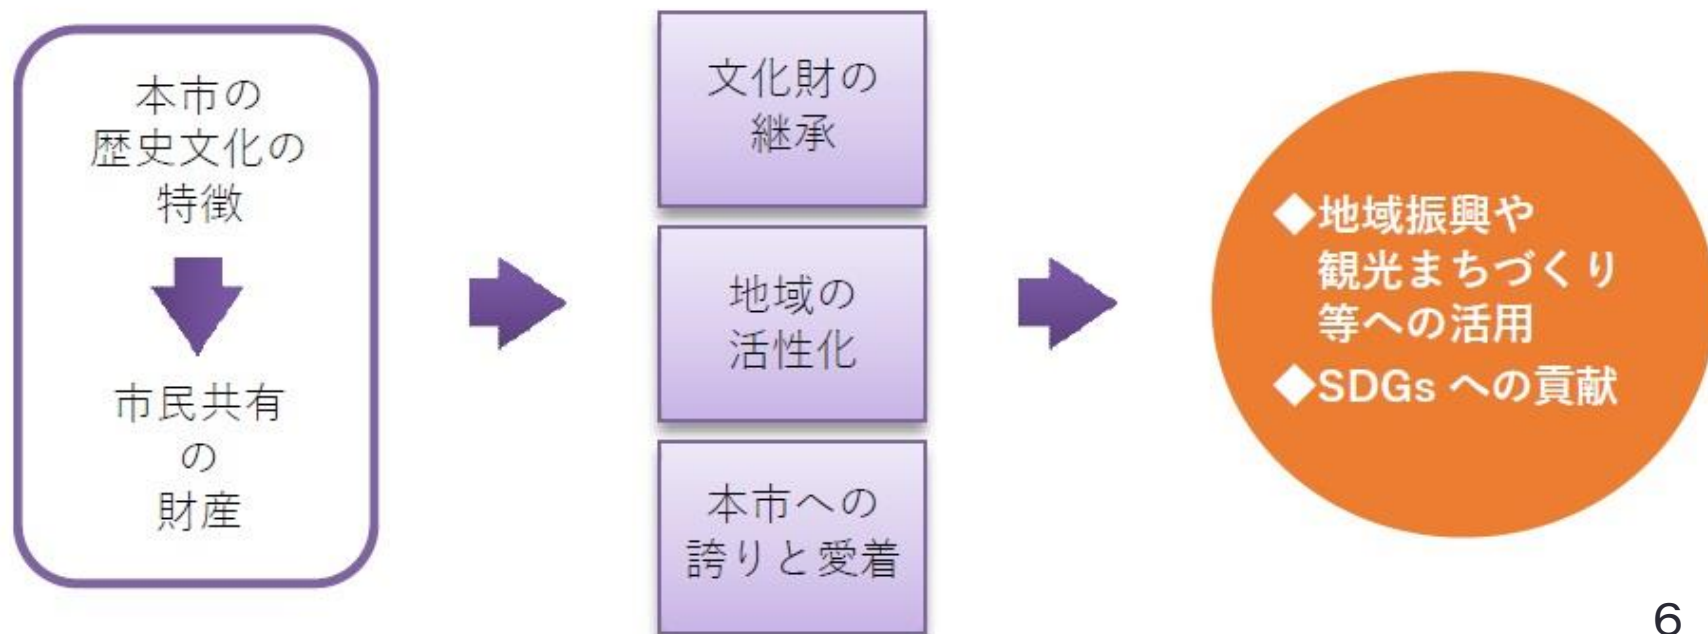 本市の
歴史文化の
特徴
市民共有
の
財産
文化財の
継承
地域の
活性化
本市への
誇りと愛着
◆地域振興や
観光まちづくり
等への活用
◆SDGs への貢献
6